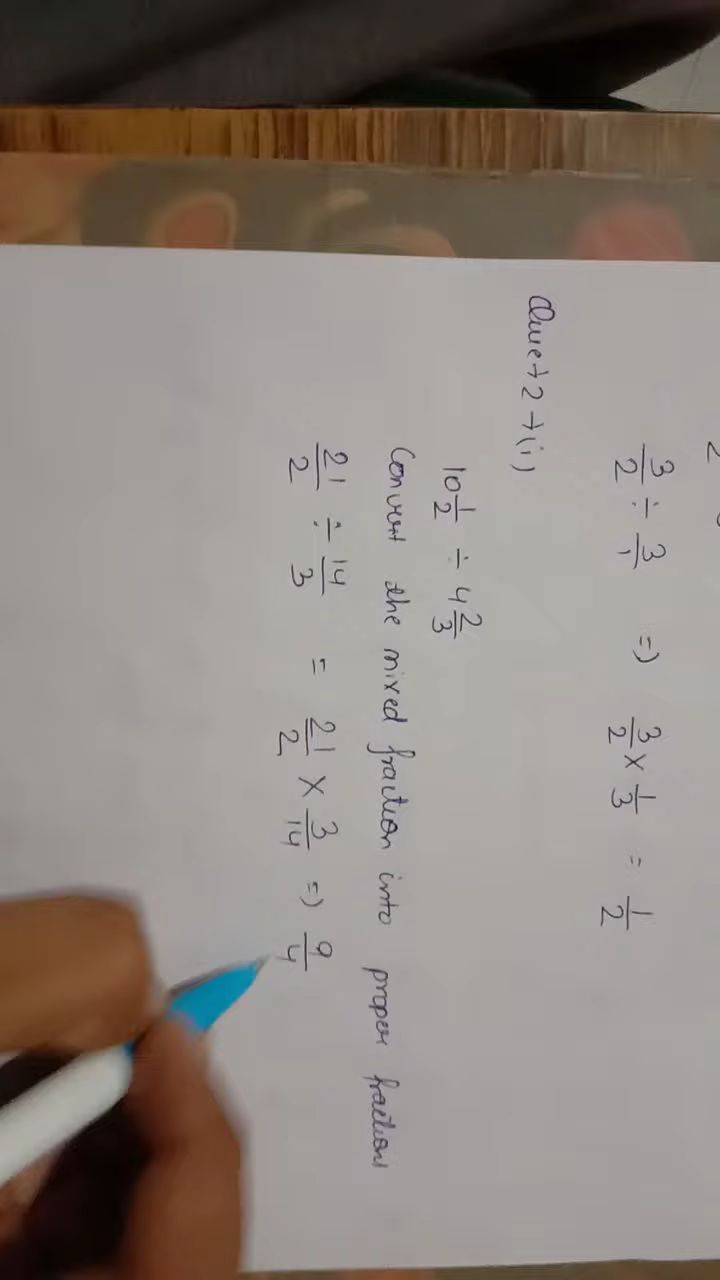 2
3/2 ÷ 3/1 => 3/2 × 1/3 = 1/2
Que→2→(i)
10 1/2 ÷ 4 2/3
Convert the mixed fraction into proper fractions
21/2 ÷ 14/3 = 21/2 × 3/14 => 9/4